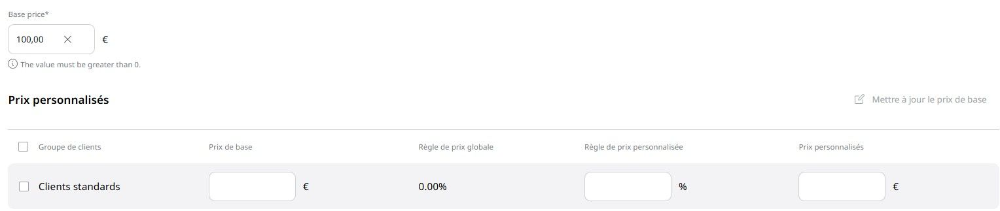 Base price*
100,00 €
The value must be greater than 0.
Prix personnalisés Mettre à jour le prix de base
Groupe de clients Prix de base Règle de prix globale Règle de prix personnalisée Prix personnalisés
Clients standards € 0.00% % €